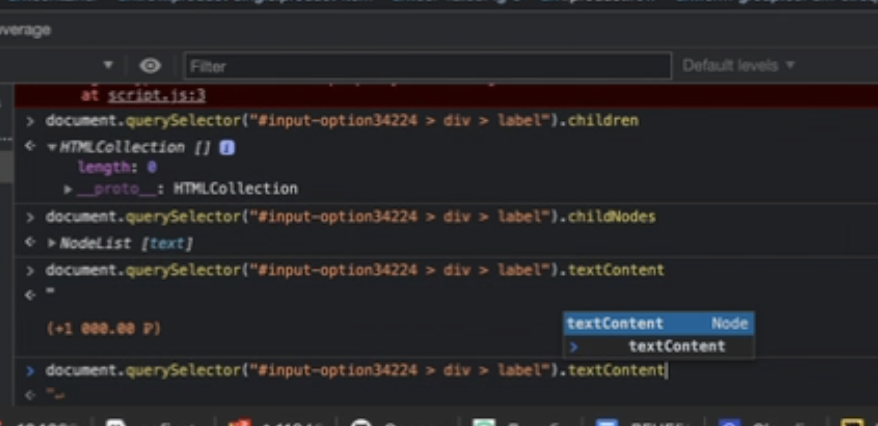 verage
Filter
Default levels ▼
at script.js:3
> document.querySelector("#input-option34224 > div > label").children
▼HTMLCollection [] i
length: 0
▶__proto__: HTMLCollection
> document.querySelector("#input-option34224 > div > label").childNodes
▶NodeList [text]
> document.querySelector("#input-option34224 > div > label").textContent
"
(+1 000.00 ₽)
textContent Node
> textContent
> document.querySelector("#input-option34224 > div > label").textContent
"↵